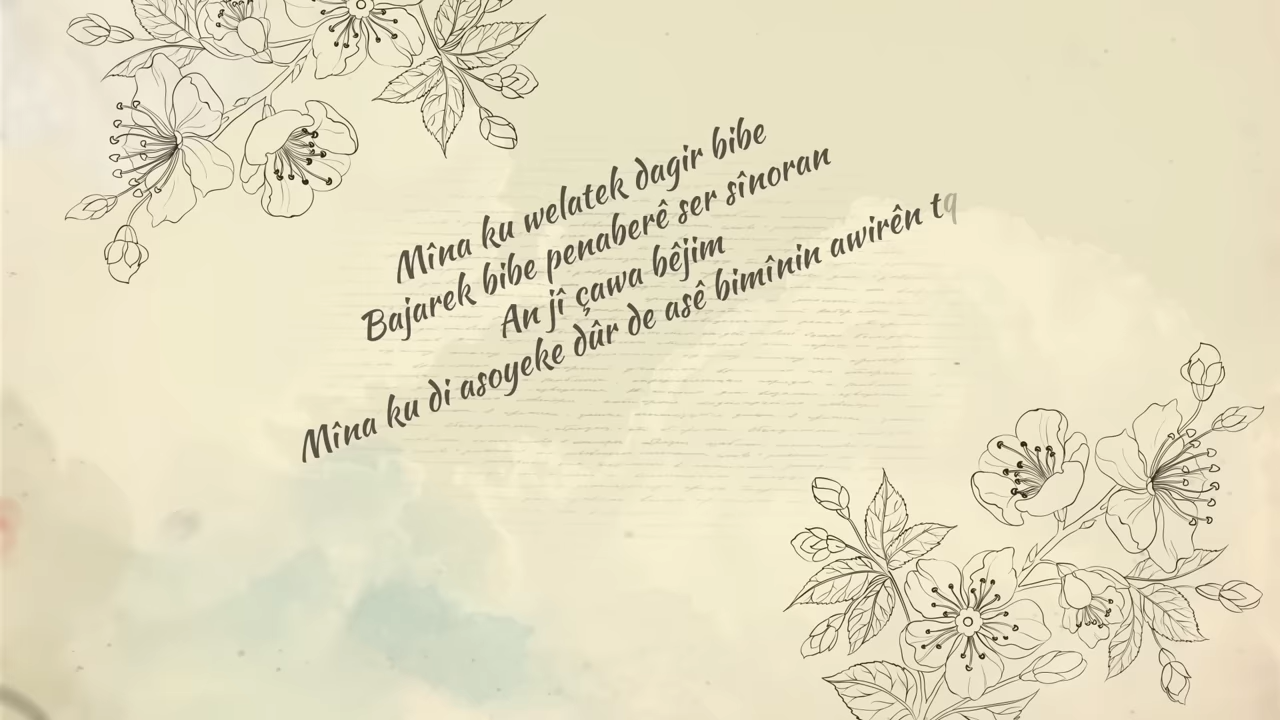 Mîna ku welatek dagir bibe
Bajarek bibe penaberê ser sînoran
An jî çawa bêjim
Mîna ku di asoyeke dûr de asê bimînin awirên